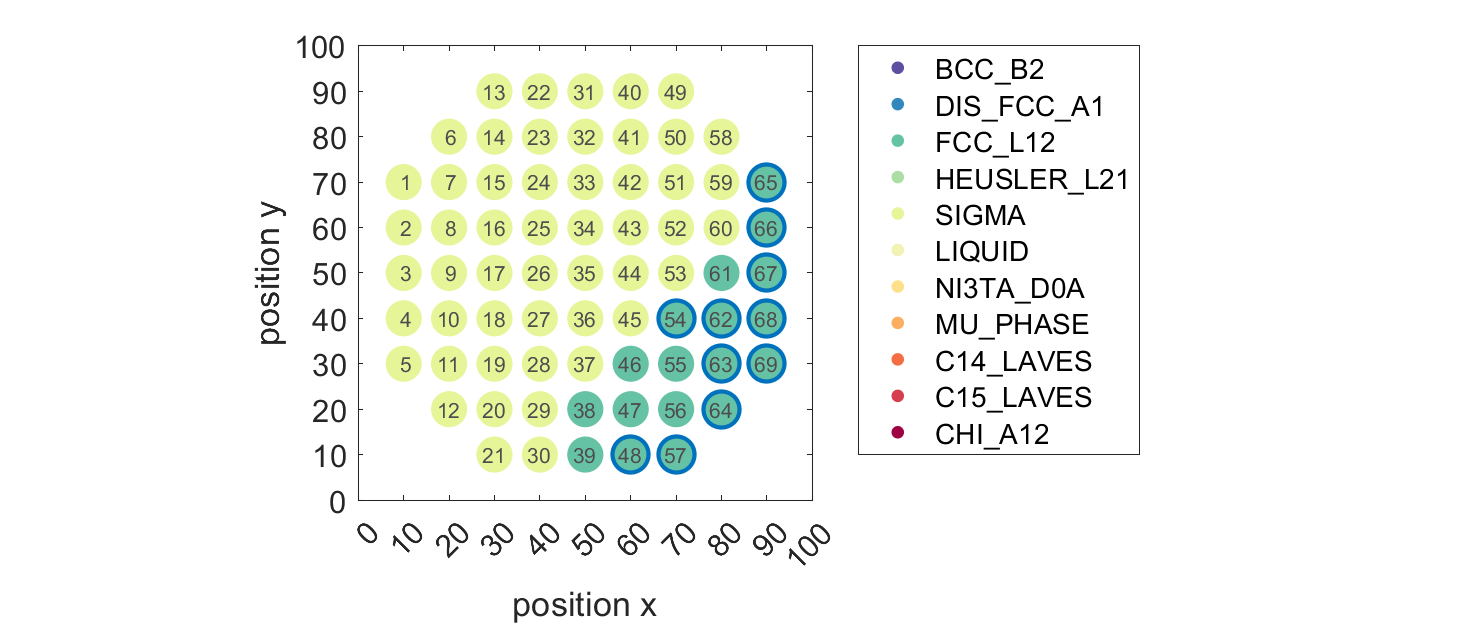 100
90
80
70
60
50
40
30
20
10
0
position y
13 22 31 40 49
6 14 23 32 41 50 58
1 7 15 24 33 42 51 59 65
2 8 16 25 34 43 52 60 66
3 9 17 26 35 44 53 61 67
4 10 18 27 36 45 54 62 68
5 11 19 28 37 46 55 63 69
12 20 29 38 47 56 64
21 30 39 48 57
0 10 20 30 40 50 60 70 80 90 100
position x
BCC_B2
DIS_FCC_A1
FCC_L12
HEUSLER_L21
SIGMA
LIQUID
NI3TA_D0A
MU_PHASE
C14_LAVES
C15_LAVES
CHI_A12